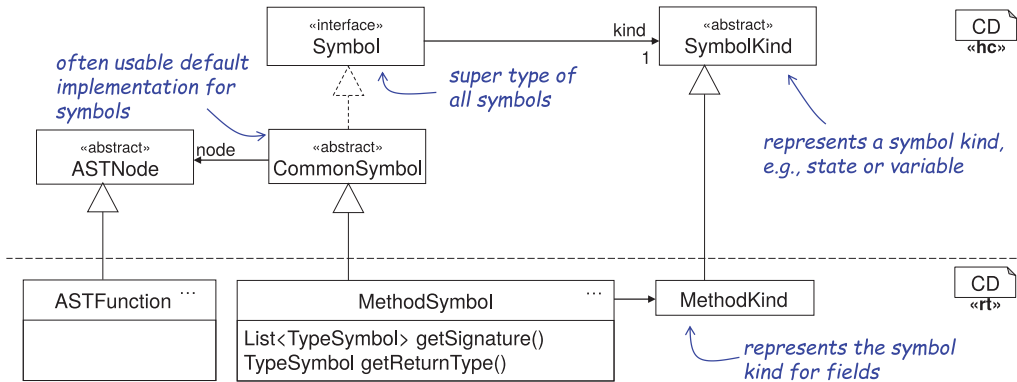 «interface»
Symbol
kind
1
«abstract»
SymbolKind
CD
«hc»
often usable default
implementation for
symbols
super type of
all symbols
represents a symbol kind,
e.g., state or variable
«abstract»
ASTNode
node
«abstract»
CommonSymbol
ASTFunction ...
MethodSymbol ...
List<TypeSymbol> getSignature()
TypeSymbol getReturnType()
MethodKind
CD
«rt»
represents the symbol
kind for fields